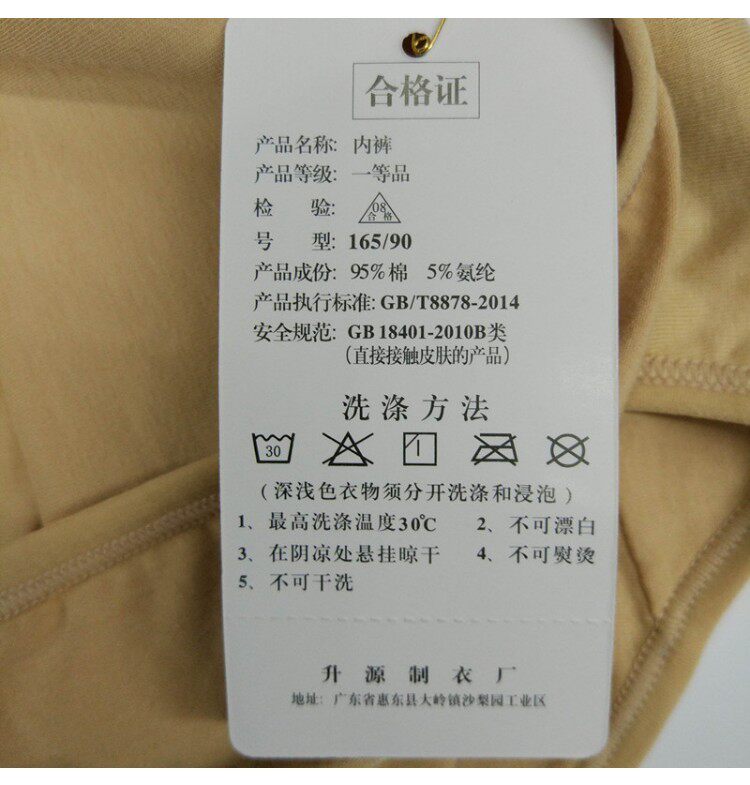 合格证
产品名称: 内裤
产品等级: 一等品
检 验: 08 合格
号 型: 165/90
产品成份: 95%棉 5%氨纶
产品执行标准: GB/T8878-2014
安全规范: GB 18401-2010B类
(直接接触皮肤的产品)
洗涤方法
30
(深浅色衣物须分开洗涤和浸泡)
1、最高洗涤温度30℃ 2、不可漂白
3、在阴凉处悬挂晾干 4、不可熨烫
5、不可干洗
升源制衣厂
地址: 广东省惠东县大岭镇沙梨园工业区